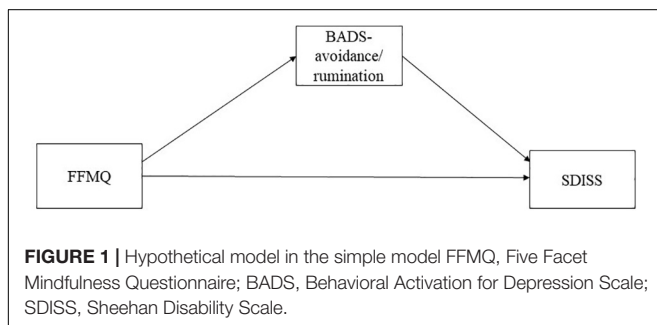 BADS-
avoidance/
rumination
FFMQ
SDISS
FIGURE 1 | Hypothetical model in the simple model FFMQ, Five Facet
Mindfulness Questionnaire; BADS, Behavioral Activation for Depression Scale;
SDISS, Sheehan Disability Scale.